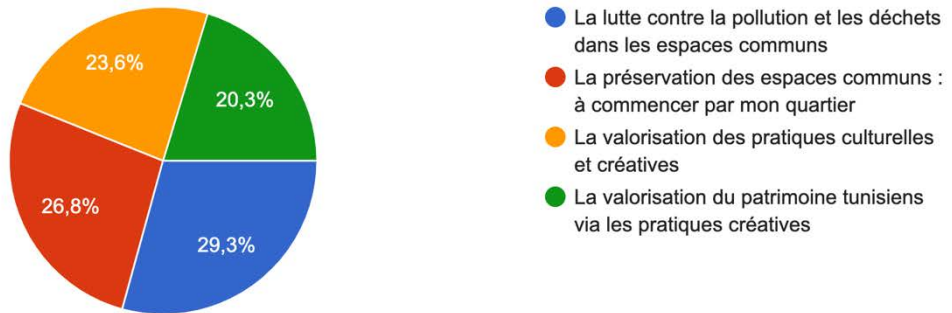 23,6%
20,3%
26,8%
29,3%
La lutte contre la pollution et les déchets
dans les espaces communs
La préservation des espaces communs :
à commencer par mon quartier
La valorisation des pratiques culturelles
et créatives
La valorisation du patrimoine tunisiens
via les pratiques créatives